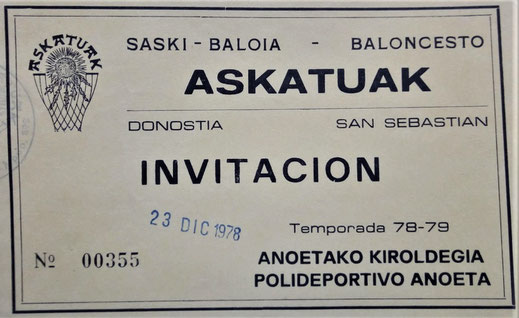 ASKATUAK
SASKI-BALOIA - BALONCESTO
ASKATUAK
DONOSTIA SAN SEBASTIAN
INVITACION
23 DIC 1978
Temporada 78-79
Nº 00355
ANOETAKO KIROLDEGIA
POLIDEPORTIVO ANOETA